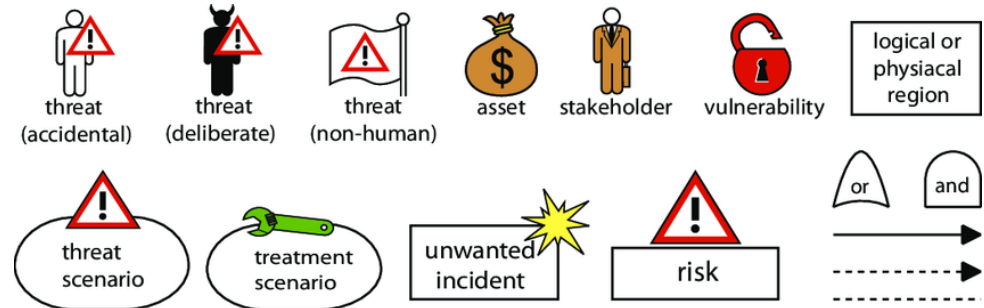 threat
(accidental)
threat
(deliberate)
threat
(non-human)
$
asset
stakeholder
vulnerability
logical or
physiacal
region
!
threat
scenario
treatment
scenario
unwanted
incident
risk
or
and